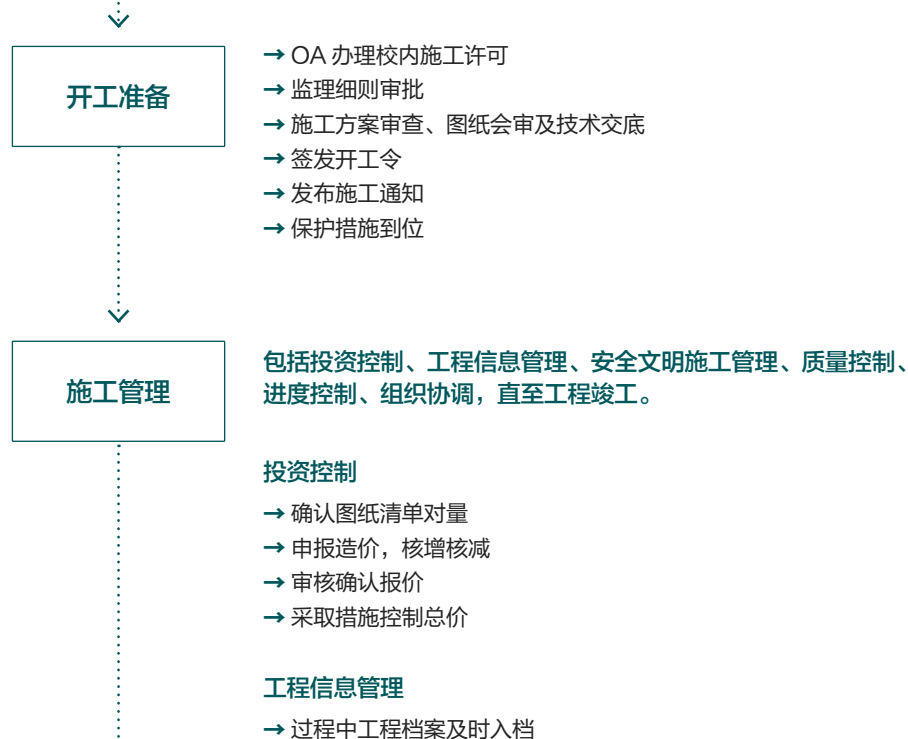 开工准备
→ OA 办理校内施工许可
→ 监理细则审批
→ 施工方案审查、图纸会审及技术交底
→ 签发开工令
→ 发布施工通知
→ 保护措施到位
施工管理
包括投资控制、工程信息管理、安全文明施工管理、质量控制、
进度控制、组织协调，直至工程竣工。
投资控制
→ 确认图纸清单对量
→ 申报造价，核增核减
→ 审核确认报价
→ 采取措施控制总价
工程信息管理
→ 过程中工程档案及时入档